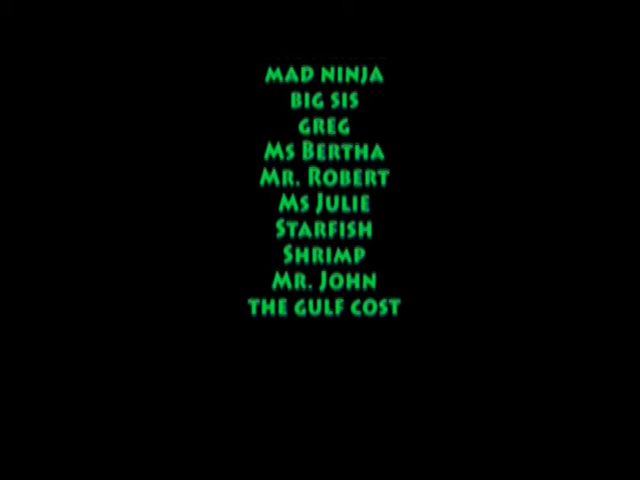 MAD NINJA
BIG SIS
GREG
Ms Bertha
Mr. Robert
Ms Julie
Starfish
Shrimp
Mr. John
THE GULF COST